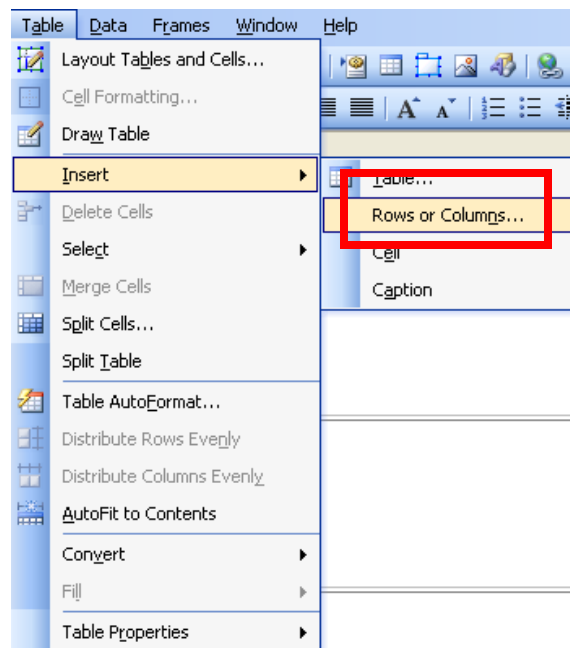 Table Data Frames Window Help
Layout Tables and Cells...
Cell Formatting...
Draw Table
Insert
Delete Cells
Select
Merge Cells
Split Cells...
Split Table
Table AutoFormat...
Distribute Rows Evenly
Distribute Columns Evenly
AutoFit to Contents
Convert
Fill
Table Properties
Table...
Rows or Columns...
Cell
Caption